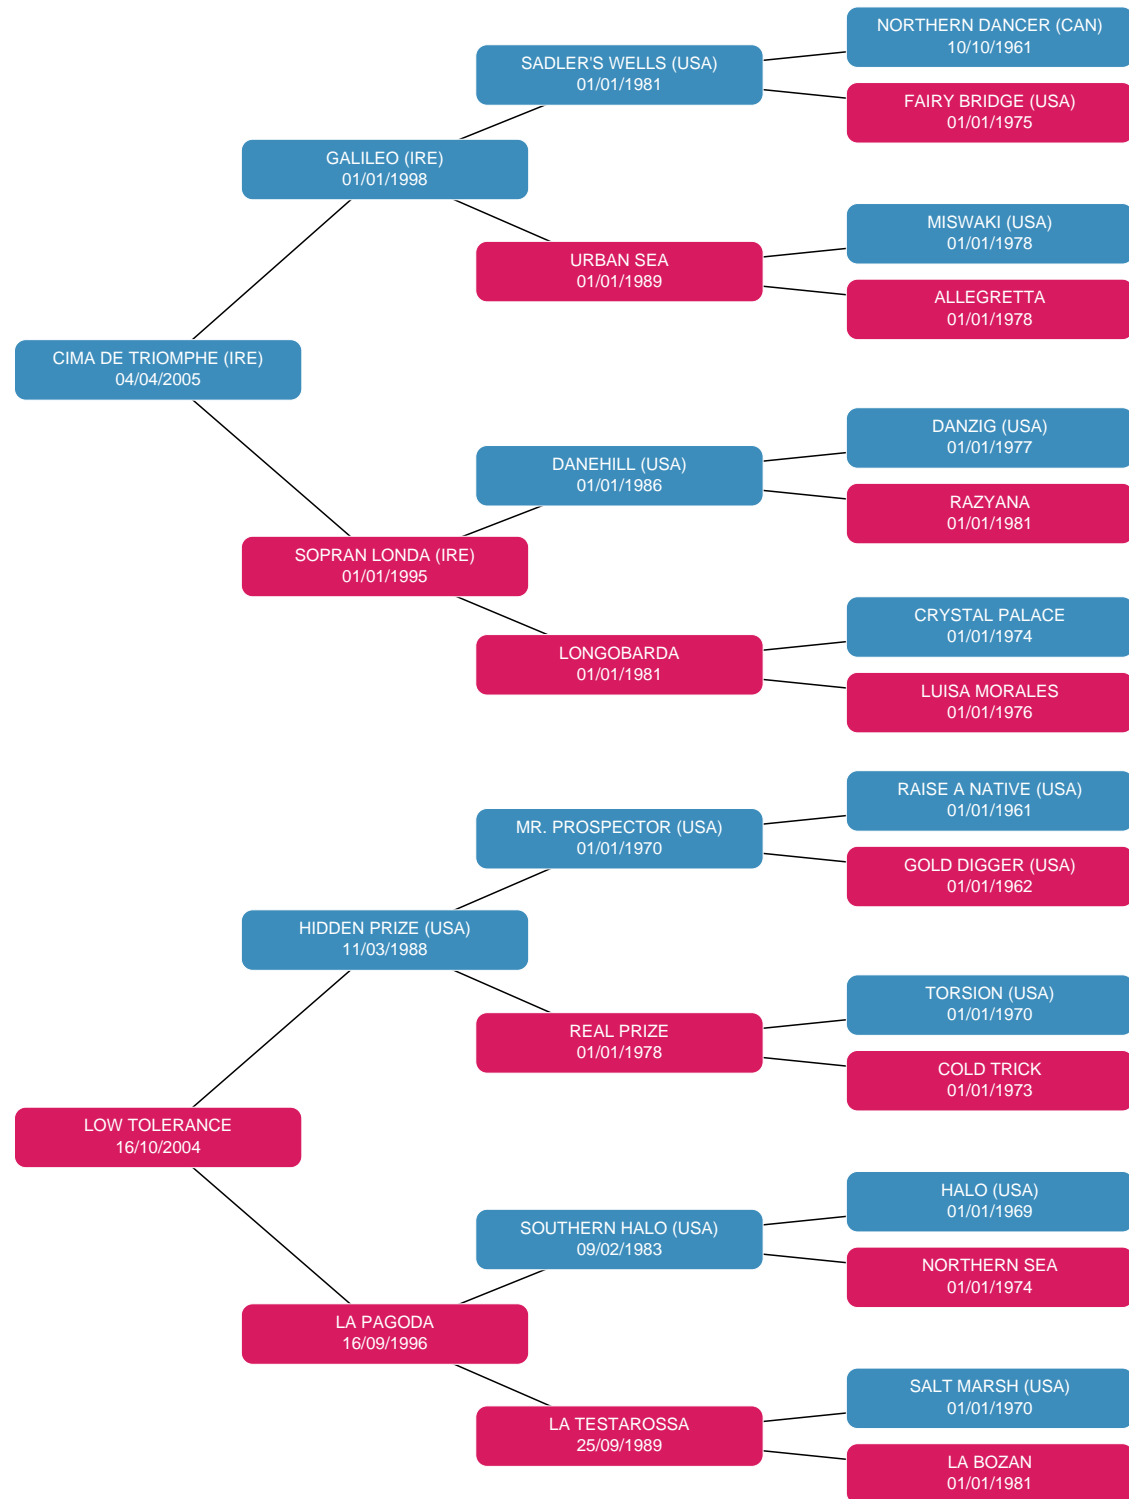 NORTHERN DANCER (CAN)
10/10/1961
SADLER'S WELLS (USA)
01/01/1981
FAIRY BRIDGE (USA)
01/01/1975
GALILEO (IRE)
01/01/1998
MISWAKI (USA)
01/01/1978
URBAN SEA
01/01/1989
ALLEGRETTA
01/01/1978
CIMA DE TRIOMPHE (IRE)
04/04/2005
DANZIG (USA)
01/01/1977
DANEHILL (USA)
01/01/1986
RAZYANA
01/01/1981
SOPRAN LONDA (IRE)
01/01/1995
CRYSTAL PALACE
01/01/1974
LONGOBARDA
01/01/1981
LUISA MORALES
01/01/1976
RAISE A NATIVE (USA)
01/01/1961
MR. PROSPECTOR (USA)
01/01/1970
GOLD DIGGER (USA)
01/01/1962
HIDDEN PRIZE (USA)
11/03/1988
TORSION (USA)
01/01/1970
REAL PRIZE
01/01/1978
COLD TRICK
01/01/1973
LOW TOLERANCE
16/10/2004
HALO (USA)
01/01/1969
SOUTHERN HALO (USA)
09/02/1983
NORTHERN SEA
01/01/1974
LA PAGODA
16/09/1996
SALT MARSH (USA)
01/01/1970
LA TESTAROSSA
25/09/1989
LA BOZAN
01/01/1981